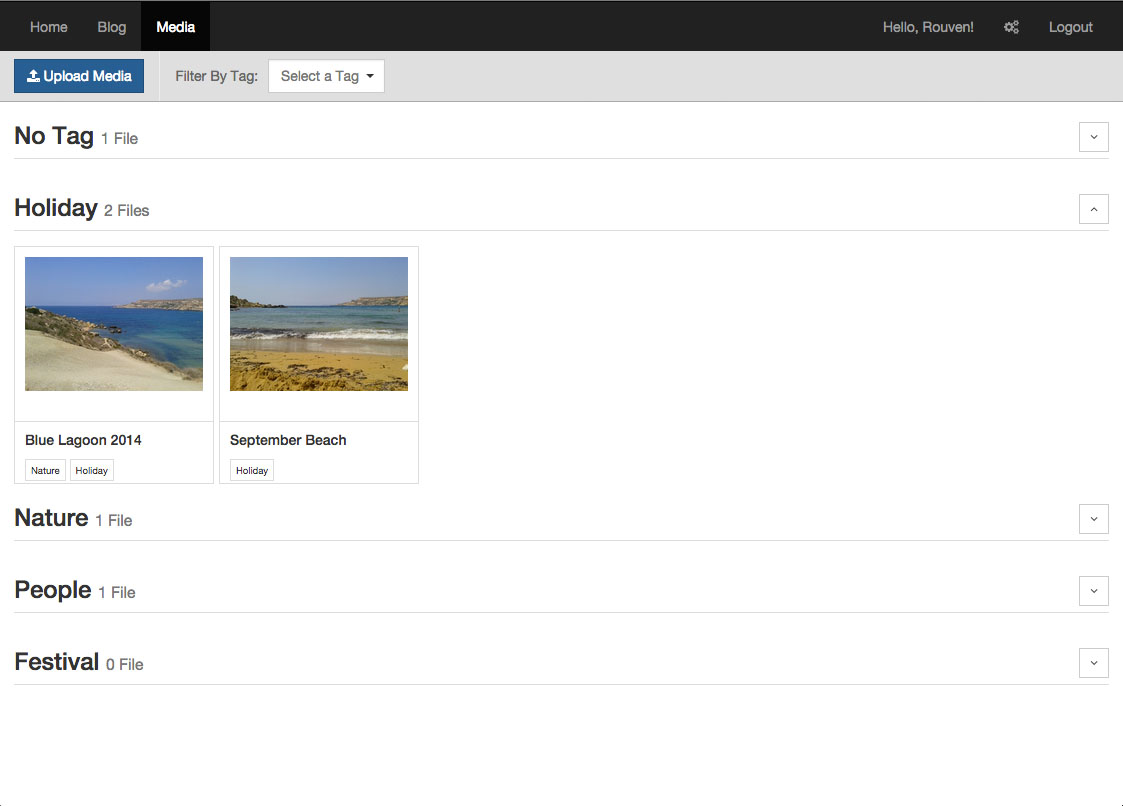 Home Blog Media Hello, Rouven! Logout
Upload Media Filter By Tag: Select a Tag
No Tag 1 File
Holiday 2 Files
Blue Lagoon 2014 September Beach
Nature Holiday Holiday
Nature 1 File
People 1 File
Festival 0 File